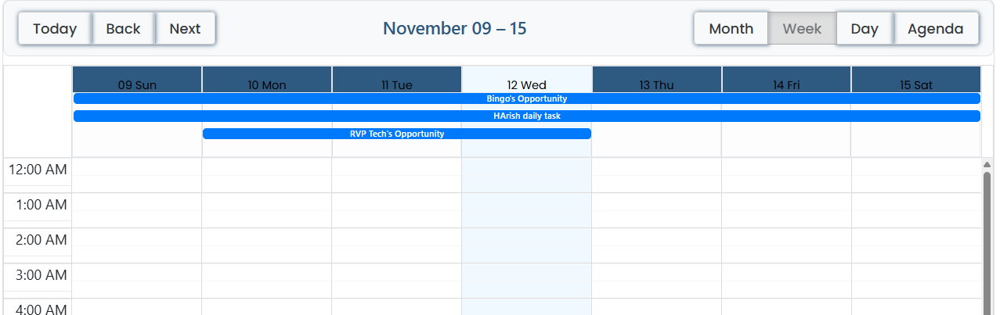 Today Back Next November 09 – 15 Month Week Day Agenda
09 Sun 10 Mon 11 Tue 12 Wed 13 Thu 14 Fri 15 Sat
Bingo's Opportunity
HArish daily task
RVP Tech's Opportunity
12:00 AM
1:00 AM
2:00 AM
3:00 AM
4:00 AM